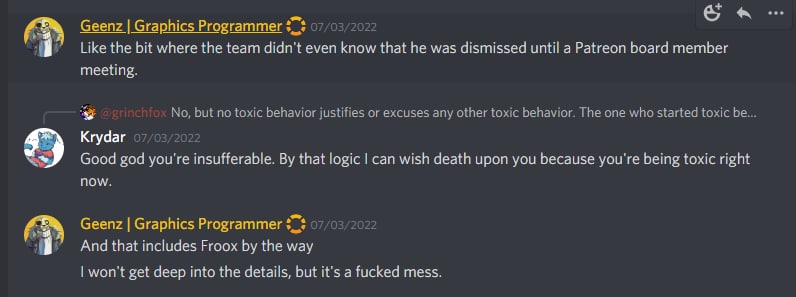 Geenz | Graphics Programmer 07/03/2022
Like the bit where the team didn't even know that he was dismissed until a Patreon board member
meeting.
@grinchfox No, but no toxic behavior justifies or excuses any other toxic behavior. The one who started toxic be...
Krydar 07/03/2022
Good god you're insufferable. By that logic I can wish death upon you because you're being toxic right
now.
Geenz | Graphics Programmer 07/03/2022
And that includes Froox by the way
I won't get deep into the details, but it's a fucked mess.